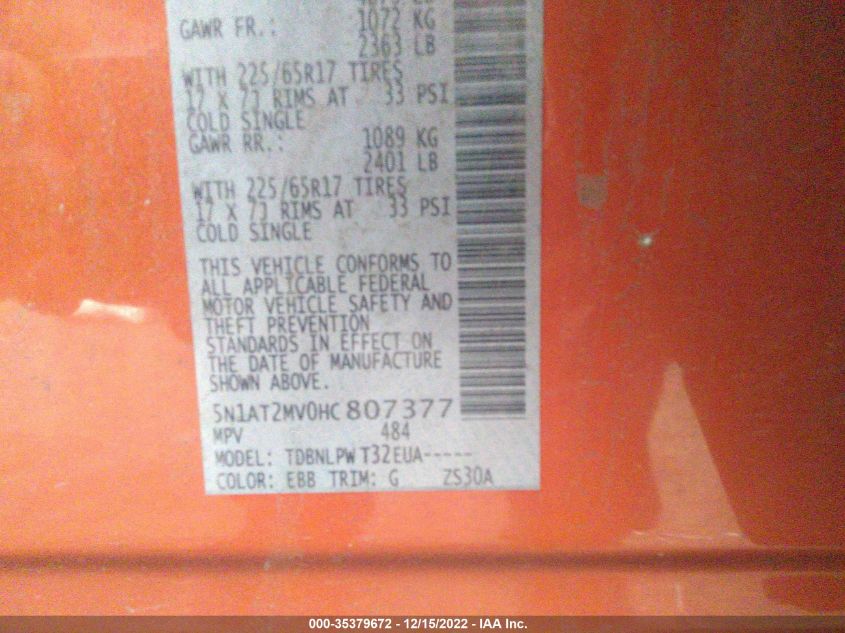 GAWR FR.: 1072 KG
2363 LB
WITH 225/65R17 TIRES
17 X 7J RIMS AT 33 PSI
COLD SINGLE
GAWR RR.: 1089 KG
2401 LB
WITH 225/65R17 TIRES
17 X 7J RIMS AT 33 PSI
COLD SINGLE
THIS VEHICLE CONFORMS TO
ALL APPLICABLE FEDERAL
MOTOR VEHICLE SAFETY AND
THEFT PREVENTION
STANDARDS IN EFFECT ON
THE DATE OF MANUFACTURE
SHOWN ABOVE.
5N1AT2MV0HC807377
MPV 484
MODEL: TDBNLPW T32EUA-----
COLOR: EBB TRIM: G ZS30A
000-35379672 - 12/15/2022 - IAA Inc.